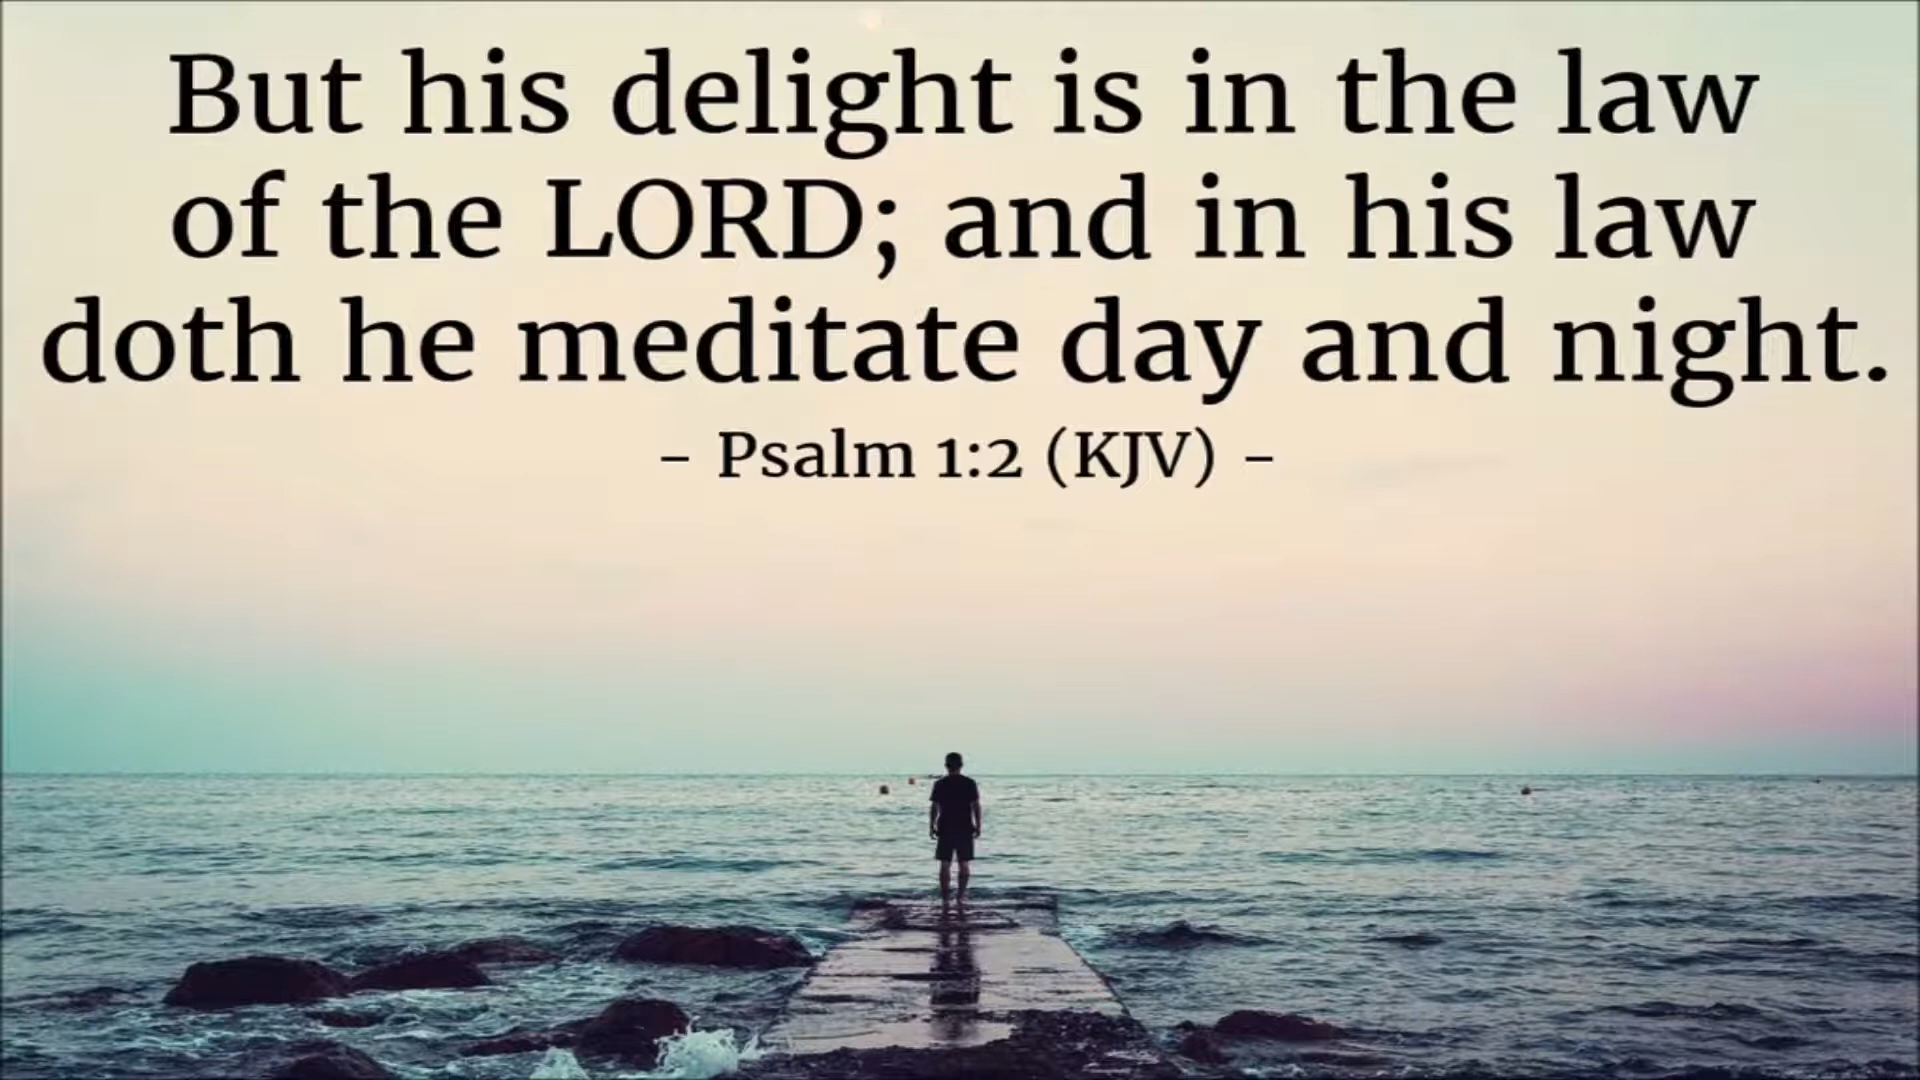 But his delight is in the law
of the LORD; and in his law
doth he meditate day and night.
- Psalm 1:2 (KJV) -